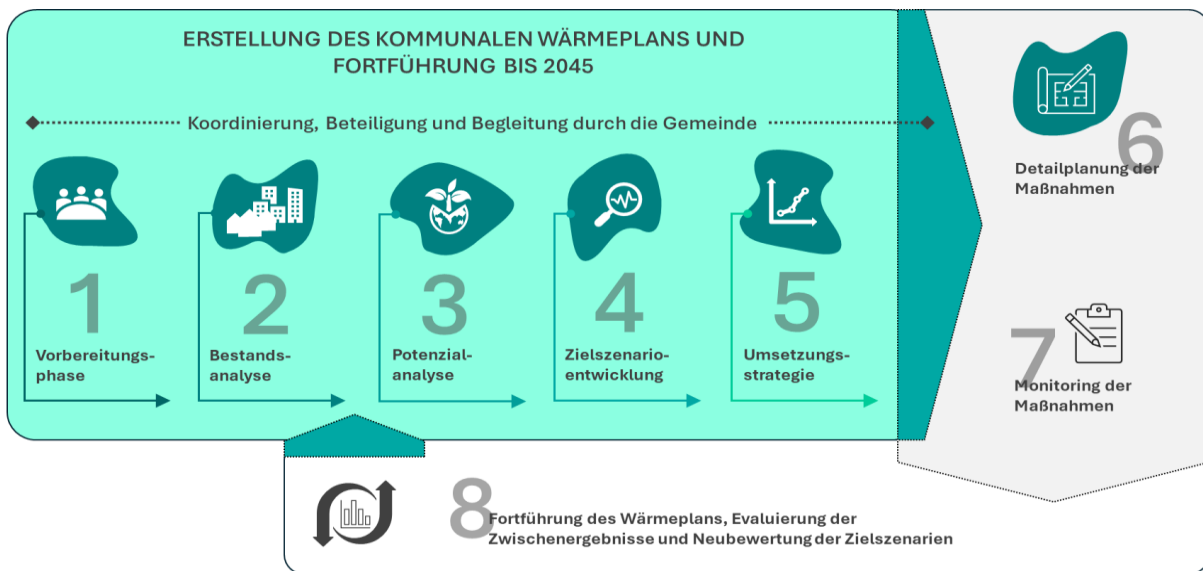 ERSTELLUNG DES KOMMUNALEN WÄRMEPLANS UND
FORTFÜHRUNG BIS 2045
Koordinierung, Beteiligung und Begleitung durch die Gemeinde
1
Vorbereitungs-
phase
2
Bestands-
analyse
3
Potenzial-
analyse
4
Zielszenario-
entwicklung
5
Umsetzungs-
strategie
6
Detailplanung der
Maßnahmen
7
Monitoring der
Maßnahmen
8
Fortführung des Wärmeplans, Evaluierung der
Zwischenergebnisse und Neubewertung der Zielszenarien